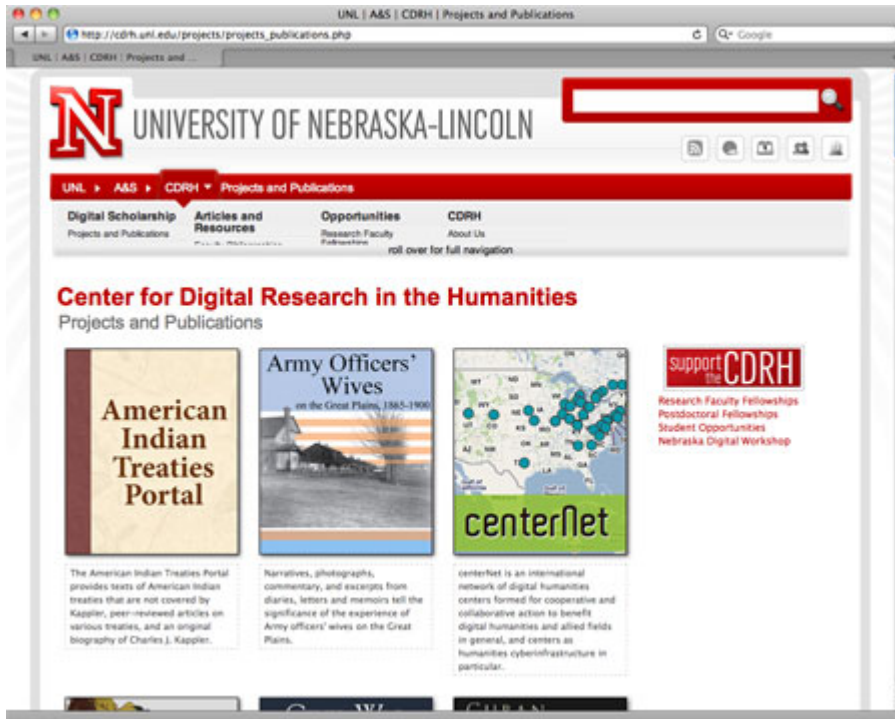 UNL | A&S | CDRH | Projects and Publications
http://cdrh.unl.edu/projects/projects_publications.php
Google
UNL | A&S | CDRH | Projects and ...
N UNIVERSITY OF NEBRASKA-LINCOLN
UNL A&S CDRH Projects and Publications
Digital Scholarship
Projects and Publications
Articles and
Resources
Opportunities
Research Faculty
Fellowships
CDRH
About Us
roll over for full navigation
Center for Digital Research in the Humanities
Projects and Publications
American
Indian
Treaties
Portal
The American Indian Treaties Portal
provides texts of American Indian
treaties that are not covered by
Kappler, peer-reviewed articles on
various treaties, and an original
biography of Charles J. Kappler.
Army Officers'
Wives
on the Great Plains, 1865-1900
Narratives, photographs,
commentary, and excerpts from
diaries, letters and memoirs tell the
significance of the experience of
Army officers' wives on the Great
Plains.
centerNet
centerNet is an international
network of digital humanities
centers formed for cooperative and
collaborative action to benefit
digital humanities and allied fields
in general, and centers as
humanities cyberinfrastructure in
particular.
support
the CDRH
Research Faculty Fellowships
Postdoctoral Fellowships
Student Opportunities
Nebraska Digital Workshop